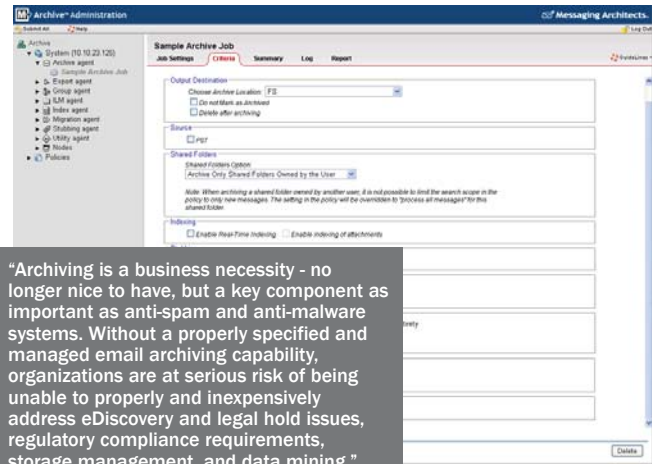 M+ Archive™ Administration
Messaging Architects.
Submit All
Help
Log Out
Archive
System (10.10.23.126)
Archive agent
Sample Archive Job
Export agent
Group agent
ILM agent
Index agent
Migration agent
Stubbing agent
Utility agent
Nodes
Policies
Sample Archive Job
Job Settings
Criteria
Summary
Log
Report
GuideLines
Output Destination
Choose Archive Location: FS
Do not Mark as Archived
Delete after archiving
Source
PST
Shared Folders
Shared Folders Option
Archive Only Shared Folders Owned by the User
Note: When archiving a shared folder owned by another user, it is not possible to limit the search scope in the
policy to only new messages. The setting in the policy will be overridden to "process all messages" for this
shared folder.
Indexing
Enable Real-Time Indexing
Enable indexing of attachments
Delete
“Archiving is a business necessity - no
longer nice to have, but a key component as
important as anti-spam and anti-malware
systems. Without a properly specified and
managed email archiving capability,
organizations are at serious risk of being
unable to properly and inexpensively
address eDiscovery and legal hold issues,
regulatory compliance requirements,
storage management, and data mining.”